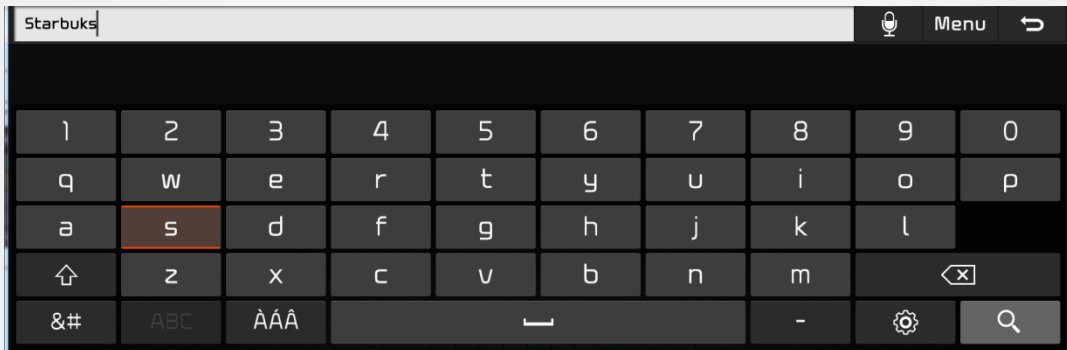 Starbuks Menu
1 2 3 4 5 6 7 8 9 0
q w e r t y u i o p
a s d f g h j k l
z x c v b n m
&# ABC ÀÁÂ -